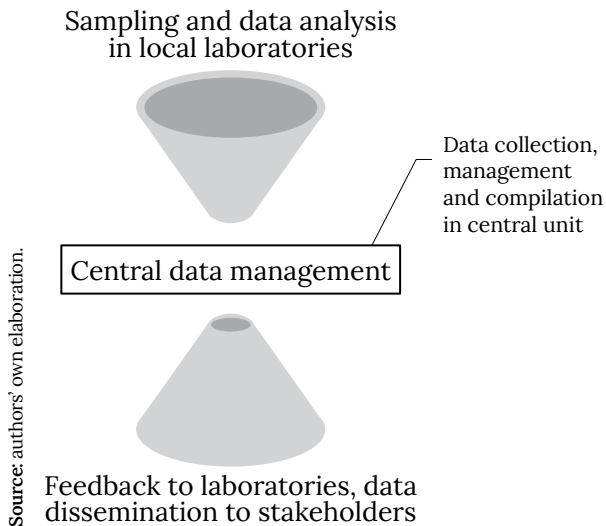 Sampling and data analysis
in local laboratories
Data collection,
management
and compilation
in central unit
Central data management
Feedback to laboratories, data
dissemination to stakeholders
Source: authors’ own elaboration.